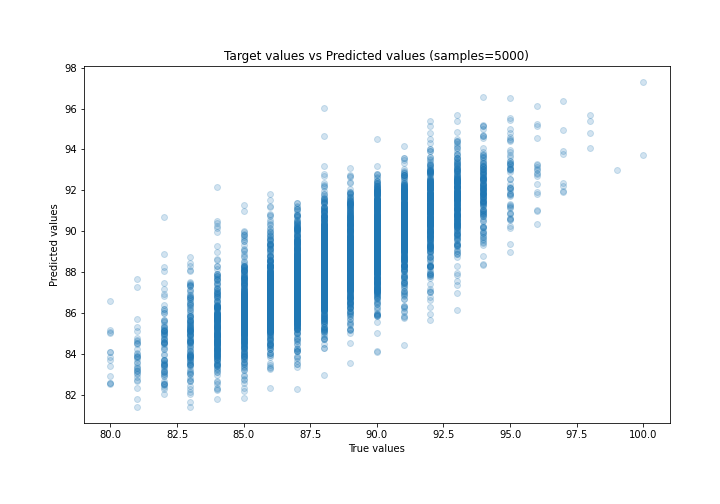 Target values vs Predicted values (samples=5000)
98
96
94
92
90
88
86
84
82
Predicted values
80.0 82.5 85.0 87.5 90.0 92.5 95.0 97.5 100.0
True values